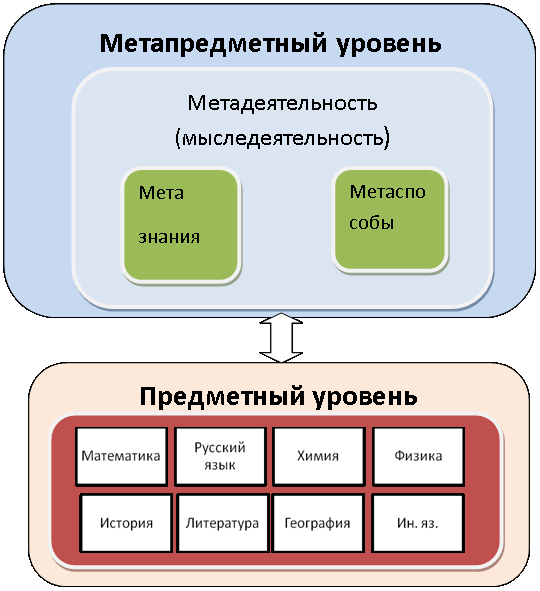 Метапредметный уровень
Метадеятельность
(мыследеятельность)
Мета
знания
Метаспо
собы
Предметный уровень
Математика
Русский
язык
Химия
Физика
История
Литература
География
Ин. яз.